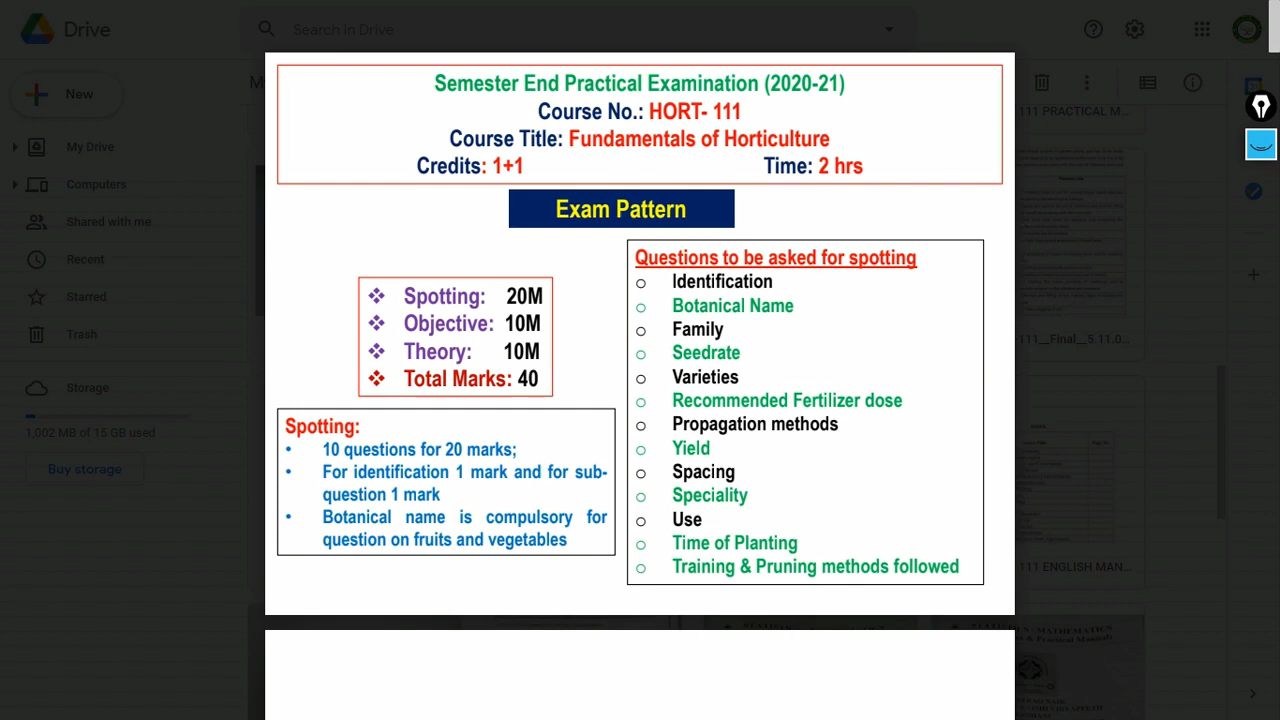 Drive
Search in Drive
New
My Drive
Computers
Shared with me
Recent
Starred
Trash
Storage
1,002 MB of 15 GB used
Buy storage
Semester End Practical Examination (2020-21)
Course No.: HORT- 111
Course Title: Fundamentals of Horticulture
Credits: 1+1 Time: 2 hrs
Exam Pattern
❖ Spotting: 20M
❖ Objective: 10M
❖ Theory: 10M
❖ Total Marks: 40
Spotting:
• 10 questions for 20 marks;
• For identification 1 mark and for sub-
question 1 mark
• Botanical name is compulsory for
question on fruits and vegetables
Questions to be asked for spotting
o Identification
o Botanical Name
o Family
o Seedrate
o Varieties
o Recommended Fertilizer dose
o Propagation methods
o Yield
o Spacing
o Speciality
o Use
o Time of Planting
o Training & Pruning methods followed
111 PRACTICAL M...
-111__Final__5.11.0...
111 ENGLISH MAN...